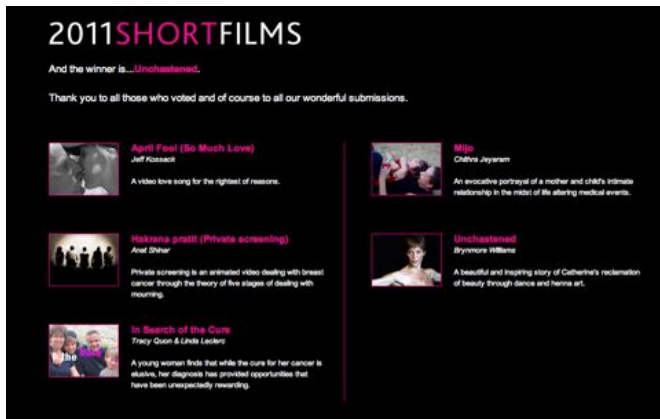 2011SHORTFILMS
And the winner is...Unchastened.
Thank you to all those who voted and of course to all our wonderful submissions.
April Fool (So Much Love)
Jeff Kossack
A video love song for the rightest of reasons.
Hakrana pratit (Private screening)
Anat Shinar
Private screening is an animated video dealing with breast
cancer through the theory of five stages of dealing with
mourning.
In Search of the Cure
Tracy Quon & Linda Leclerc
the
A young woman finds that while the cure for her cancer is
elusive, her diagnosis has provided opportunities that
have been unexpectedly rewarding.
Mijo
Chithra Jeyaram
An evocative portrayal of a mother and child's intimate
relationship in the midst of life altering medical events.
Unchastened
Brynmore Williams
A beautiful and inspiring story of Catherine's reclamation
of beauty through dance and henna art.